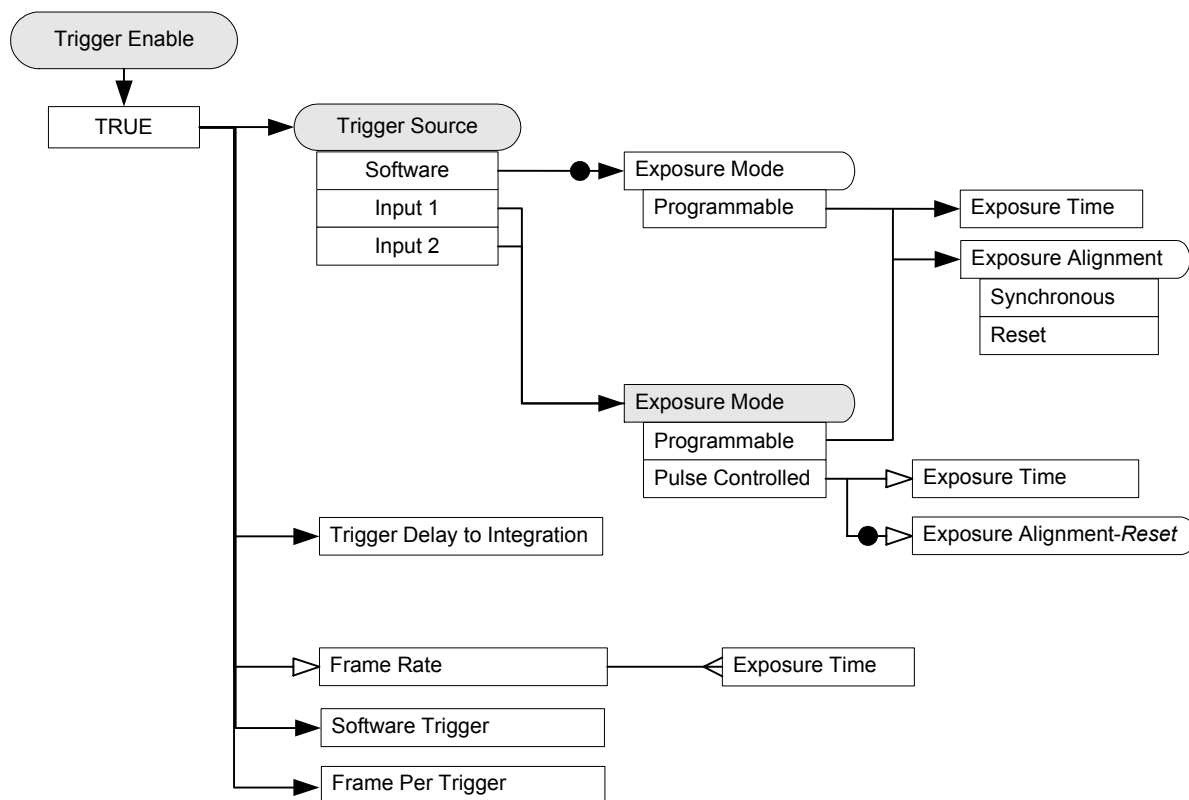 Trigger Enable
TRUE
Trigger Source
Software
Input 1
Input 2
Exposure Mode
Programmable
Exposure Time
Exposure Alignment
Synchronous
Reset
Exposure Mode
Programmable
Pulse Controlled
Exposure Time
Exposure Alignment-Reset
Trigger Delay to Integration
Frame Rate
Exposure Time
Software Trigger
Frame Per Trigger